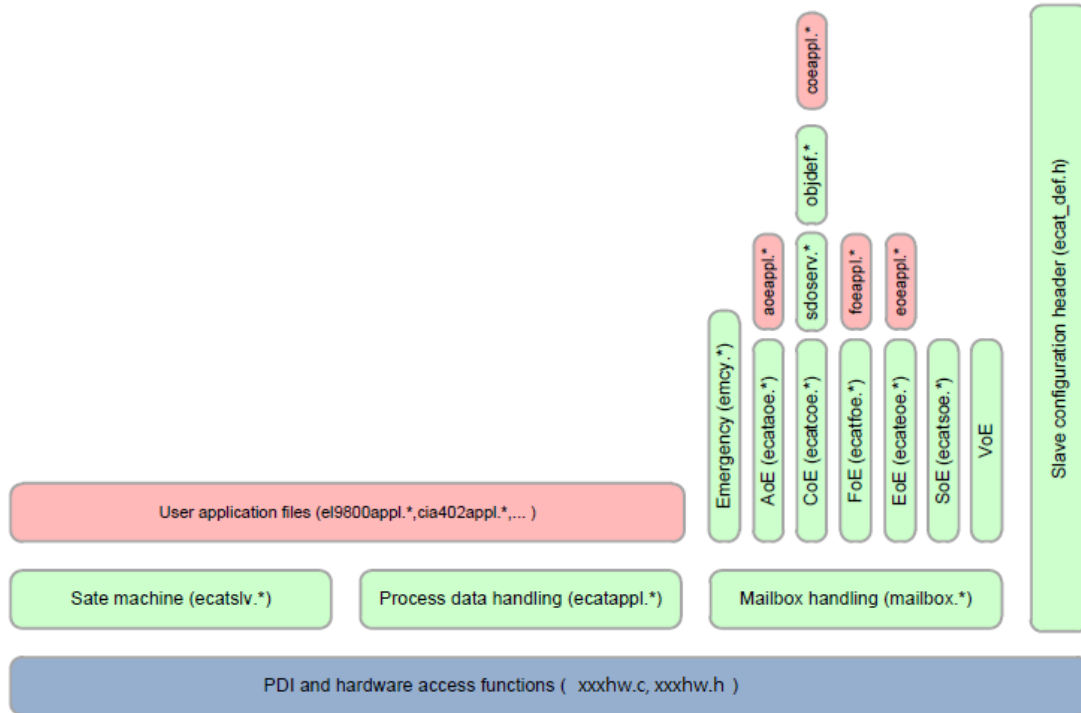 coeappl.*
objdef.*
aoeappl.*
sdoserv.*
foeappl.*
eoeappl.*
Emergency (emcy.*)
AoE (ecataoe.*)
CoE (ecatcoe.*)
FoE (ecatfoe.*)
EoE (ecateoe.*)
SoE (ecatsoe.*)
VoE
Slave configuration header (ecat_def.h)
User application files (el9800appl.*,cia402appl.*,... )
Sate machine (ecatslv.*)
Process data handling (ecatappl.*)
Mailbox handling (mailbox.*)
PDI and hardware access functions ( xxxhw.c, xxxhw.h )